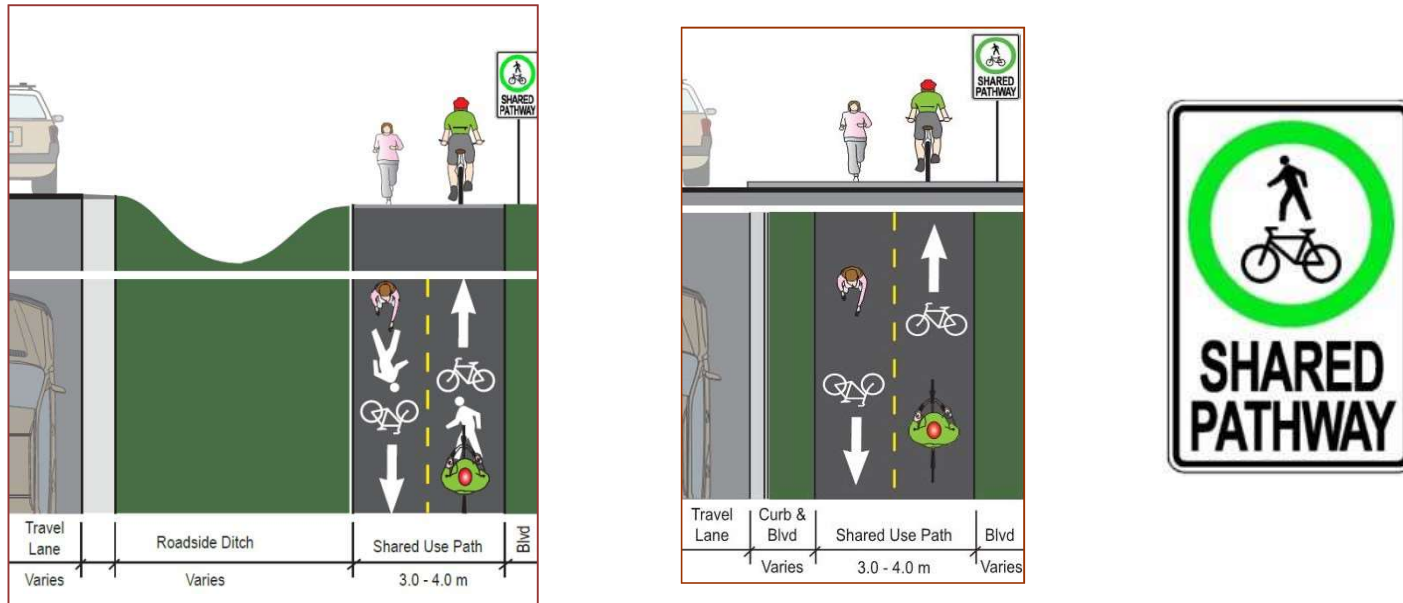 SHARED
PATHWAY
Travel
Lane
Roadside Ditch
Shared Use Path
Blvd
Varies
Varies
3.0 - 4.0 m
SHARED
PATHWAY
Travel
Lane
Curb &
Blvd
Shared Use Path
Blvd
Varies
3.0 - 4.0 m
Varies
SHARED
PATHWAY